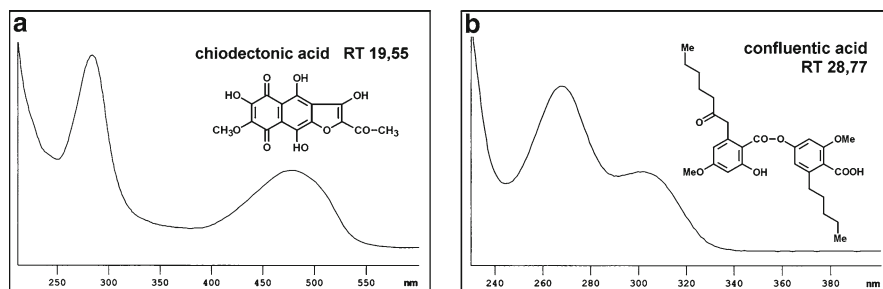 a
chiodectonic acid RT 19,55
O OH
HO OH
CH₃O O CO–CH₃
O HO
250 300 400 450 500 550 nm
b
confluentic acid
RT 28,77
Me
O
CO–O OMe
MeO OH COOH
Me
240 260 280 300 320 340 360 380 nm